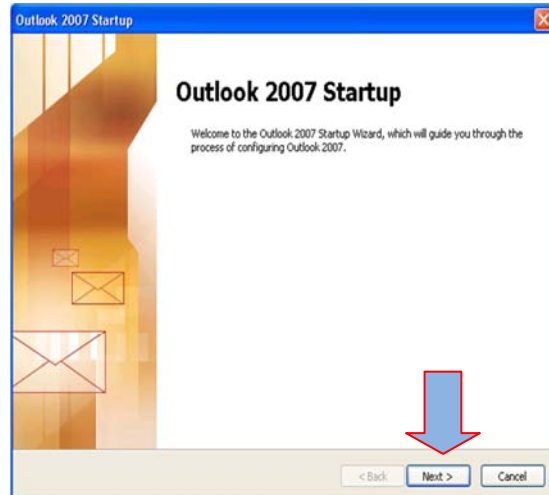 Outlook 2007 Startup
Outlook 2007 Startup
Welcome to the Outlook 2007 Startup Wizard, which will guide you through the
process of configuring Outlook 2007.
< Back Next > Cancel